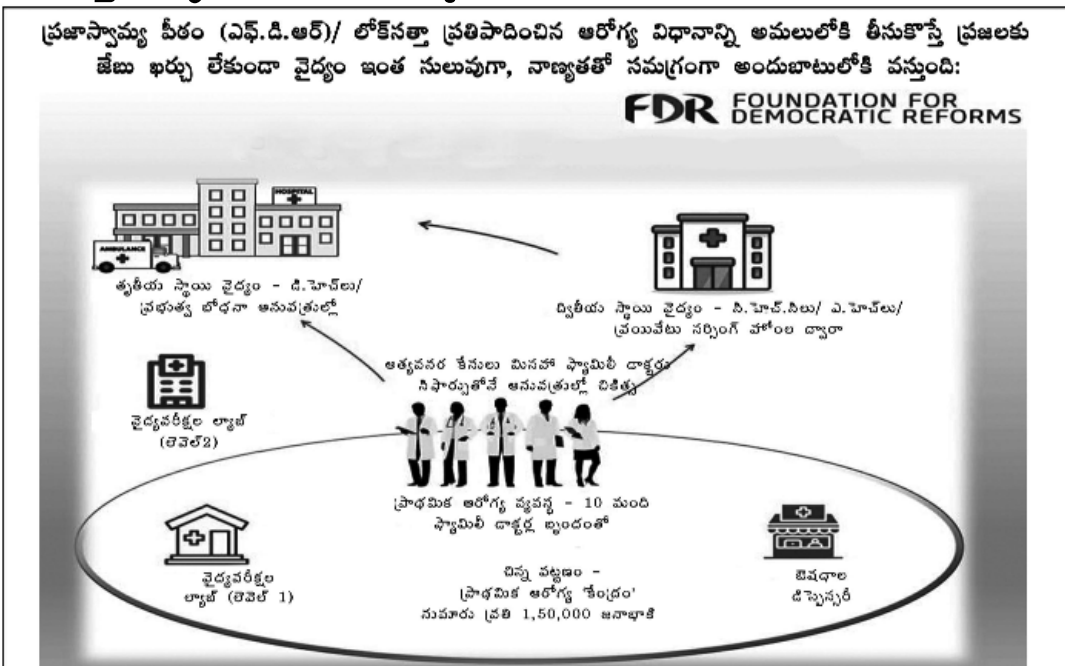 ప్రజాస్వామ్య పీఠం (ఎఫ్.డి.ఆర్)/ లోక్‌సత్తా ప్రతిపాదించిన ఆరోగ్య విధానాన్ని అమలులోకి తీసుకొస్తే ప్రజలకు
జేబు ఖర్చు లేకుండా వైద్యం ఇంత సులువుగా, నాణ్యతతో సమగ్రంగా అందుబాటులోకి వస్తుంది:
FDR FOUNDATION FOR
DEMOCRATIC REFORMS
HOSPITAL
AMBULANCE
తృతీయ స్థాయి వైద్యం - డి.హెచ్‌లు/
ప్రభుత్వ బోధనా ఆసుపత్రుల్లో
ద్వితీయ స్థాయి వైద్యం - సి.హెచ్.సిలు/ ఎ.హెచ్‌లు/
ప్రయివేటు నర్సింగ్ హోంల ద్వారా
అత్యవసర కేసులు మినహా ఫ్యామిలీ డాక్టరు
సిఫార్సుతోనే ఆసుపత్రుల్లో చికిత్స
వైద్యపరీక్షల ల్యాబ్
(లెవెల్2)
ప్రాథమిక ఆరోగ్య వ్యవస్థ - 10 మంది
ఫ్యామిలీ డాక్టర్ల బృందంతో
వైద్యపరీక్షల
ల్యాబ్ (లెవెల్ 1)
చిన్న పట్టణం -
ప్రాథమిక ఆరోగ్య 'కేంద్రం'
సుమారు ప్రతి 1,50,000 జనాభాకి
ఔషధాల
డిస్పెన్సరీ